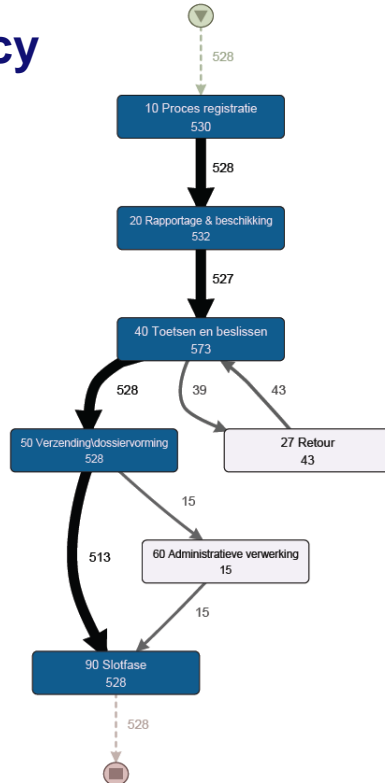 cy
528
10 Proces registratie
530
528
20 Rapportage & beschikking
532
527
40 Toetsen en beslissen
573
528
39
43
50 Verzending\dossiervorming
528
27 Retour
43
15
513
60 Administratieve verwerking
15
15
90 Slotfase
528
528